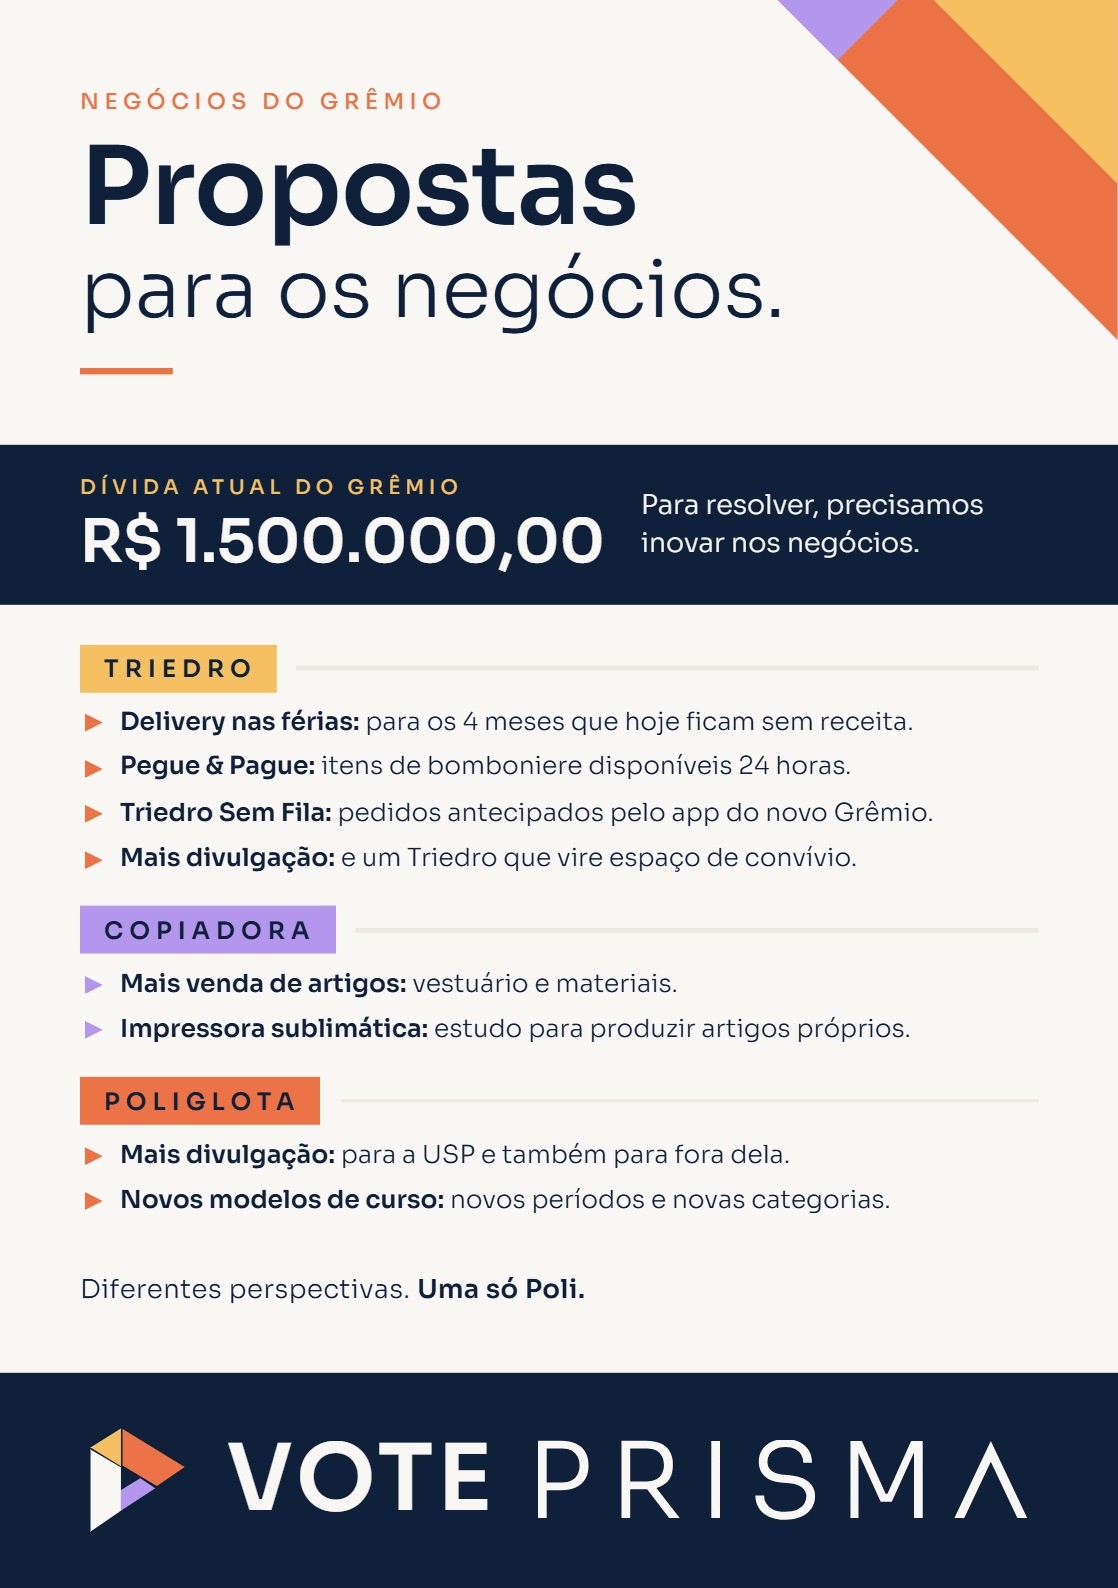 NEGÓCIOS DO GRÊMIO
Propostas
para os negócios.
DÍVIDA ATUAL DO GRÊMIO
R$ 1.500.000,00
Para resolver, precisamos
inovar nos negócios.
TRIEDRO
▶ Delivery nas férias: para os 4 meses que hoje ficam sem receita.
▶ Pegue & Pague: itens de bomboniere disponíveis 24 horas.
▶ Triedro Sem Fila: pedidos antecipados pelo app do novo Grêmio.
▶ Mais divulgação: e um Triedro que vire espaço de convívio.
COPIADORA
▶ Mais venda de artigos: vestuário e materiais.
▶ Impressora sublimática: estudo para produzir artigos próprios.
POLIGLOTA
▶ Mais divulgação: para a USP e também para fora dela.
▶ Novos modelos de curso: novos períodos e novas categorias.
Diferentes perspectivas. Uma só Poli.
VOTE PRISMA